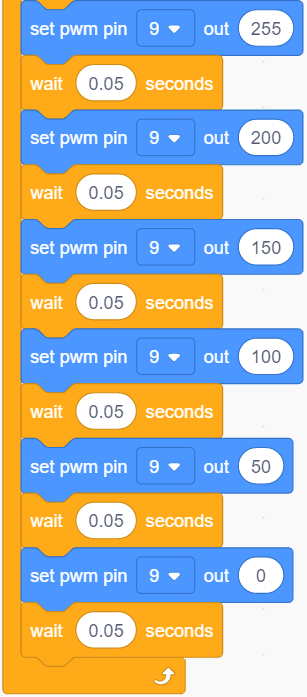 set pwm pin 9 out 255
wait 0.05 seconds
set pwm pin 9 out 200
wait 0.05 seconds
set pwm pin 9 out 150
wait 0.05 seconds
set pwm pin 9 out 100
wait 0.05 seconds
set pwm pin 9 out 50
wait 0.05 seconds
set pwm pin 9 out 0
wait 0.05 seconds